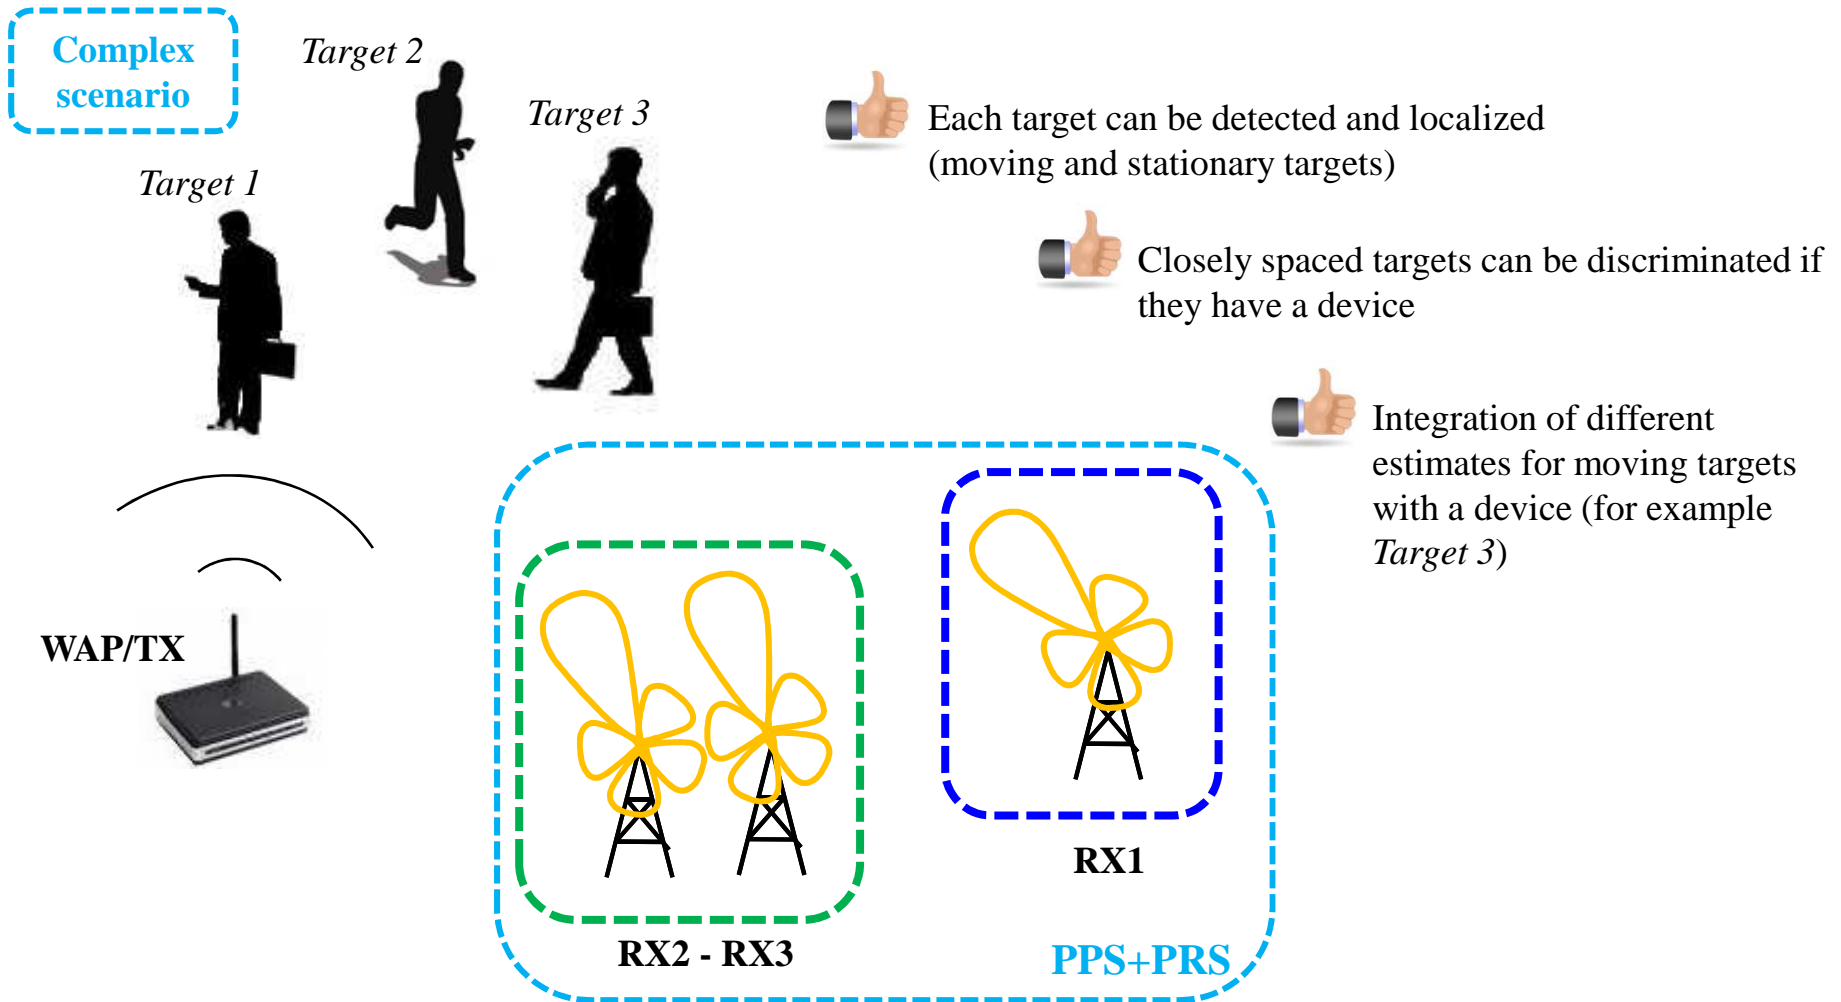 Complex
scenario
Target 2
Target 3
Target 1
Each target can be detected and localized
(moving and stationary targets)
Closely spaced targets can be discriminated if
they have a device
Integration of different
estimates for moving targets
with a device (for example
Target 3)
WAP/TX
RX1
RX2 - RX3
PPS+PRS